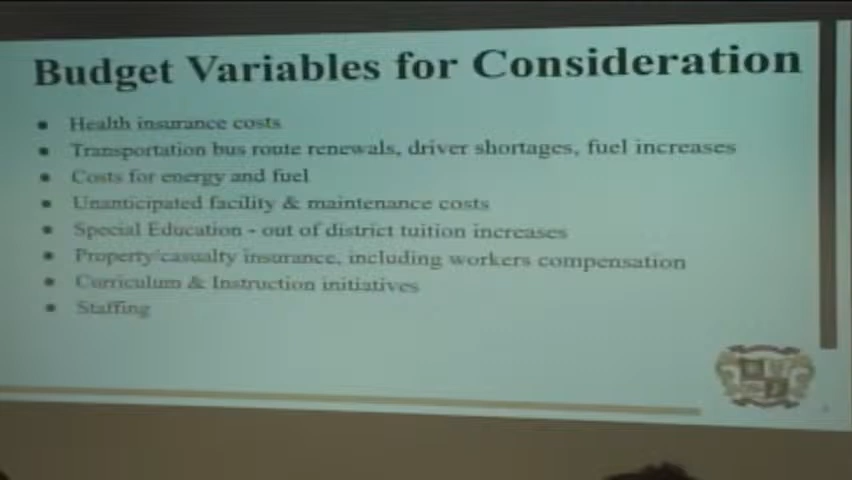 Budget Variables for Consideration
● Health insurance costs
● Transportation bus route renewals, driver shortages, fuel increases
● Costs for energy and fuel
● Unanticipated facility & maintenance costs
● Special Education - out of district tuition increases
● Property/casualty insurance, including workers compensation
● Curriculum & Instruction initiatives
● Staffing